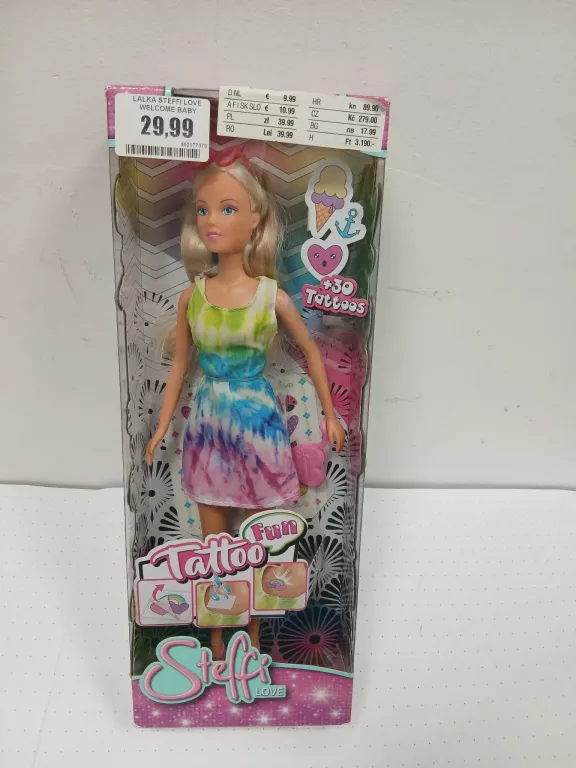 LALKA STEFFI LOVE
WELCOME BABY
29,99
D NL € 9.99
A FI SK SLO € 10.99
PL zł 39.99
RO Lei 39.99
HR kn 89.90
CZ Kč 279.00
BG лв 17.99
H Ft 3.190.-
+30
Tattoos
Tattoo
Fun
Steffi
LOVE